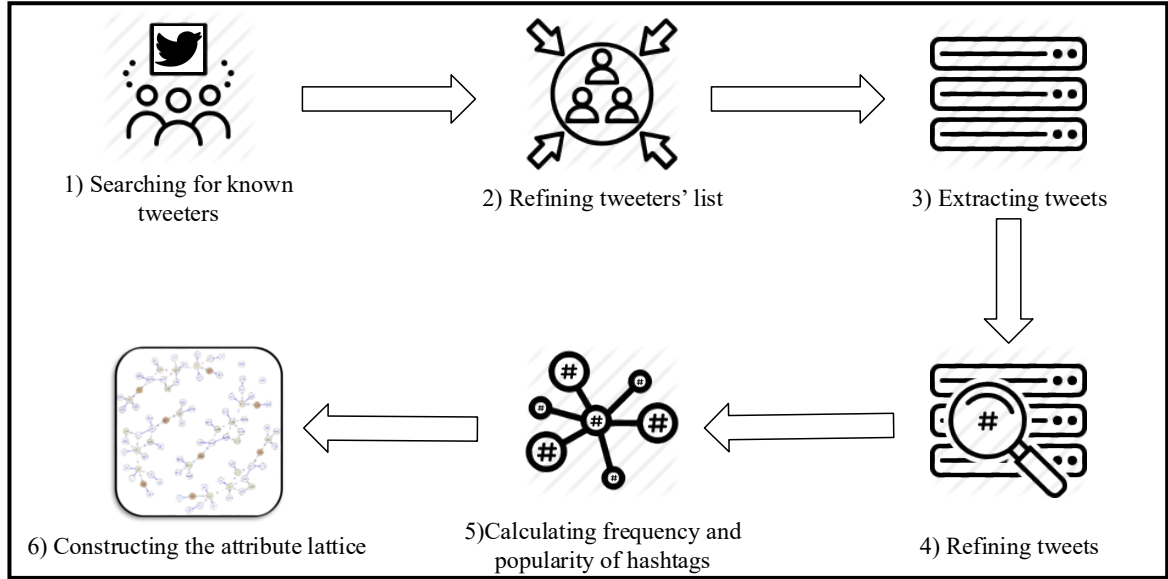 1) Searching for known
tweeters
2) Refining tweeters’ list
3) Extracting tweets
#
#
#
#
#
#
#
6) Constructing the attribute lattice
5)Calculating frequency and
popularity of hashtags
4) Refining tweets